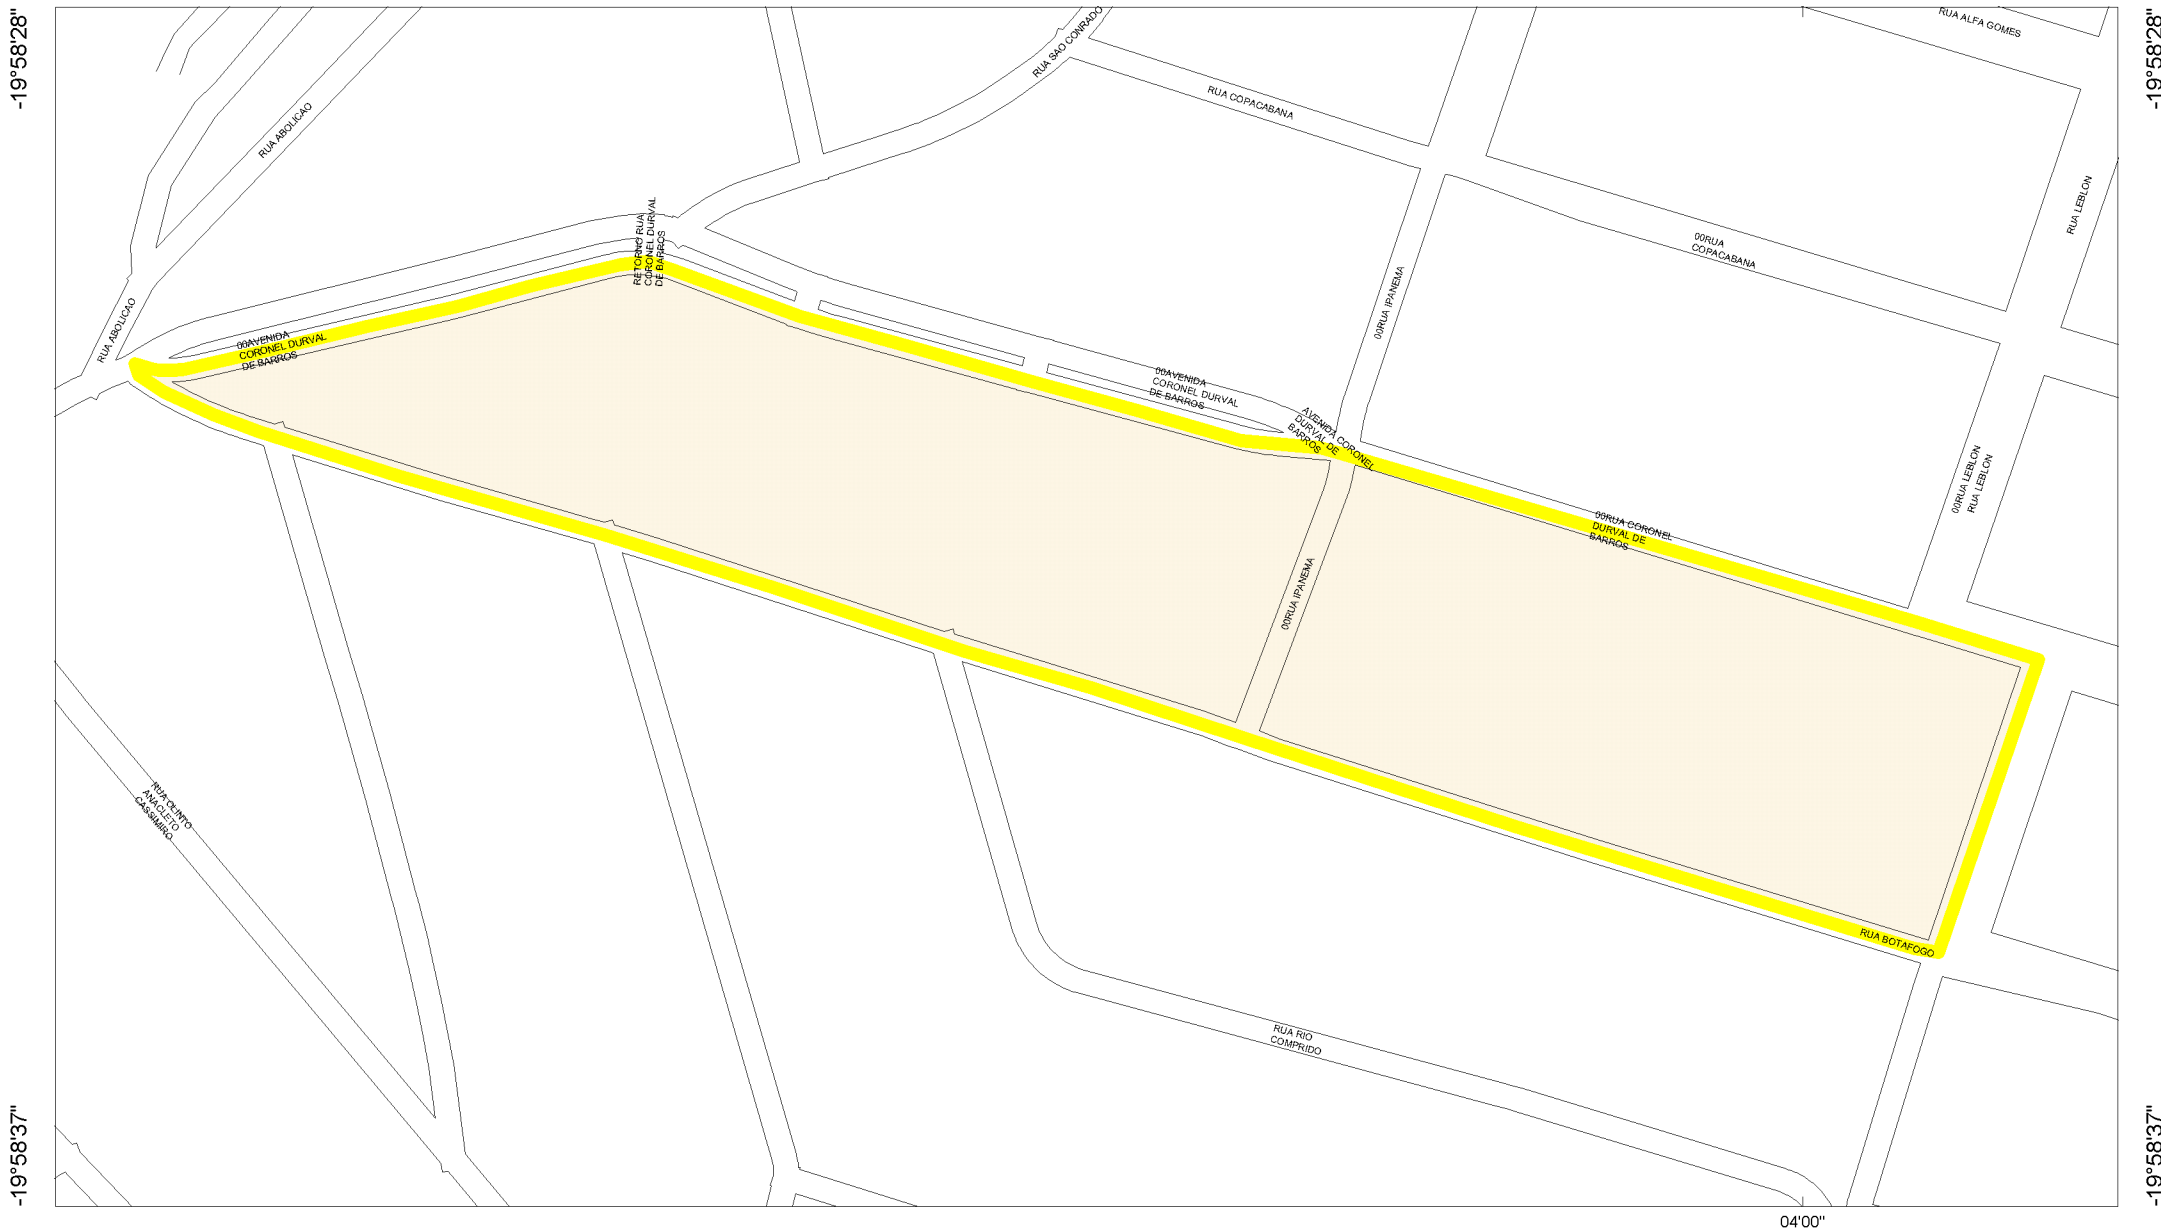 -19°58'28"
-19°58'28"
RUA ALFA GOMES
RUA SAO CONRADO
RUA COPACABANA
RUA ABOLICAO
RUA LEBLON
RETORNO RUA
CORONEL DURVAL
DE BARROS
00RUA
COPACABANA
00RUA IPANEMA
RUA ABOLICAO
00AVENIDA
CORONEL DURVAL
DE BARROS
00AVENIDA
CORONEL DURVAL
DE BARROS
AVENIDA CORONEL
DURVAL DE
BARROS
00RUA LEBLON
RUA LEBLON
00RUA CORONEL
DURVAL DE
BARROS
00RUA IPANEMA
RUA OLINTO
ANACLETO
CASSIMIRO
RUA BOTAFOGO
RUA RIO
COMPRIDO
-19°58'37"
-19°58'37"
04'00"